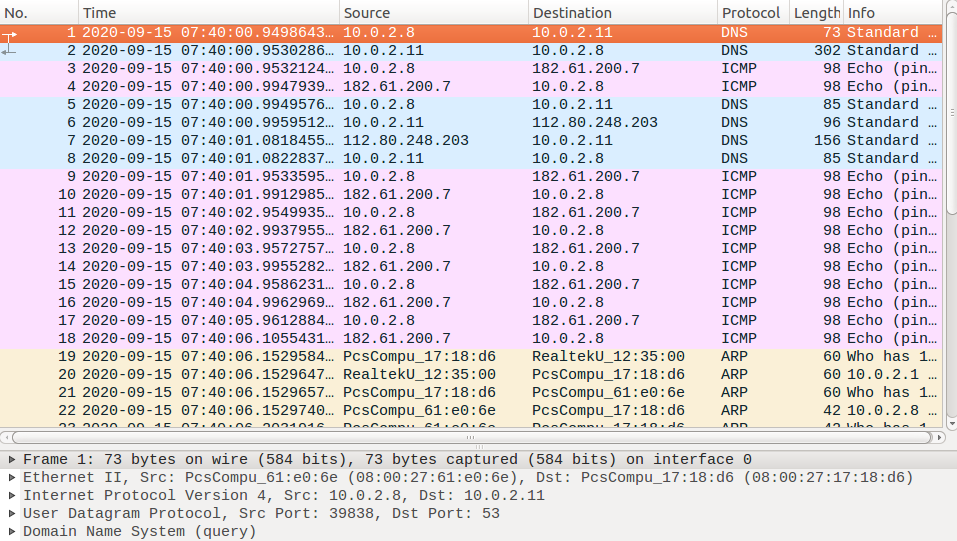 No. Time Source Destination Protocol Length Info
1 2020-09-15 07:40:00.9498643… 10.0.2.8 10.0.2.11 DNS 73 Standard …
2 2020-09-15 07:40:00.9530286… 10.0.2.11 10.0.2.8 DNS 302 Standard …
3 2020-09-15 07:40:00.9532124… 10.0.2.8 182.61.200.7 ICMP 98 Echo (pin…
4 2020-09-15 07:40:00.9947939… 182.61.200.7 10.0.2.8 ICMP 98 Echo (pin…
5 2020-09-15 07:40:00.9949576… 10.0.2.8 10.0.2.11 DNS 85 Standard …
6 2020-09-15 07:40:00.9959512… 10.0.2.11 112.80.248.203 DNS 96 Standard …
7 2020-09-15 07:40:01.0818455… 112.80.248.203 10.0.2.11 DNS 156 Standard …
8 2020-09-15 07:40:01.0822837… 10.0.2.11 10.0.2.8 DNS 85 Standard …
9 2020-09-15 07:40:01.9533595… 10.0.2.8 182.61.200.7 ICMP 98 Echo (pin…
10 2020-09-15 07:40:01.9912985… 182.61.200.7 10.0.2.8 ICMP 98 Echo (pin…
11 2020-09-15 07:40:02.9549935… 10.0.2.8 182.61.200.7 ICMP 98 Echo (pin…
12 2020-09-15 07:40:02.9937955… 182.61.200.7 10.0.2.8 ICMP 98 Echo (pin…
13 2020-09-15 07:40:03.9572757… 10.0.2.8 182.61.200.7 ICMP 98 Echo (pin…
14 2020-09-15 07:40:03.9955282… 182.61.200.7 10.0.2.8 ICMP 98 Echo (pin…
15 2020-09-15 07:40:04.9586231… 10.0.2.8 182.61.200.7 ICMP 98 Echo (pin…
16 2020-09-15 07:40:04.9962969… 182.61.200.7 10.0.2.8 ICMP 98 Echo (pin…
17 2020-09-15 07:40:05.9612884… 10.0.2.8 182.61.200.7 ICMP 98 Echo (pin…
18 2020-09-15 07:40:06.1055431… 182.61.200.7 10.0.2.8 ICMP 98 Echo (pin…
19 2020-09-15 07:40:06.1529584… PcsCompu_17:18:d6 RealtekU_12:35:00 ARP 60 Who has 1…
20 2020-09-15 07:40:06.1529647… RealtekU_12:35:00 PcsCompu_17:18:d6 ARP 60 10.0.2.1 …
21 2020-09-15 07:40:06.1529657… PcsCompu_17:18:d6 PcsCompu_61:e0:6e ARP 60 Who has 1…
22 2020-09-15 07:40:06.1529740… PcsCompu_61:e0:6e PcsCompu_17:18:d6 ARP 42 10.0.2.8 …
Frame 1: 73 bytes on wire (584 bits), 73 bytes captured (584 bits) on interface 0
Ethernet II, Src: PcsCompu_61:e0:6e (08:00:27:61:e0:6e), Dst: PcsCompu_17:18:d6 (08:00:27:17:18:d6)
Internet Protocol Version 4, Src: 10.0.2.8, Dst: 10.0.2.11
User Datagram Protocol, Src Port: 39838, Dst Port: 53
Domain Name System (query)